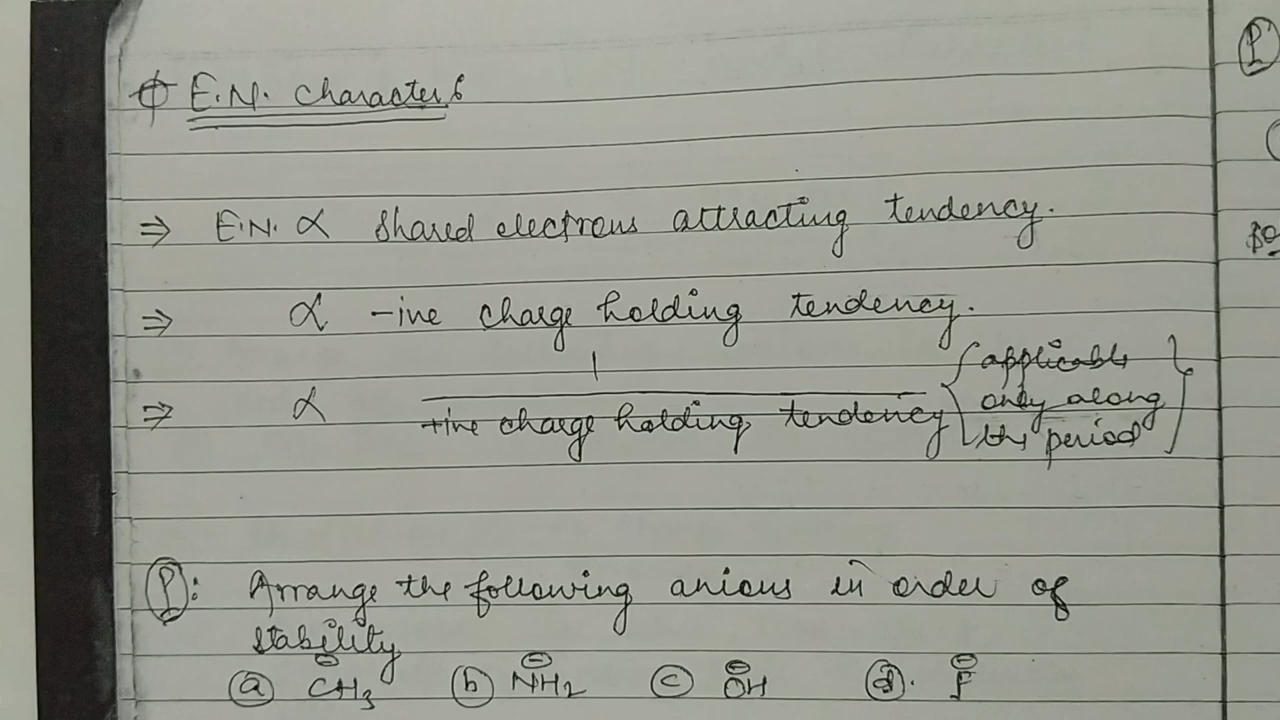 E.N. Character :
⇒ E.N. ∝ Shared electrons attracting tendency.
⇒ ∝ -ive charge holding tendency.
⇒ ∝ 1
+ive charge holding tendency { applicable only along the period }
(P): Arrange the following anions in order of
stability
(a) CH3⊖ (b) NH2⊖ (c) OH⊖ (d). F⊖
(P)